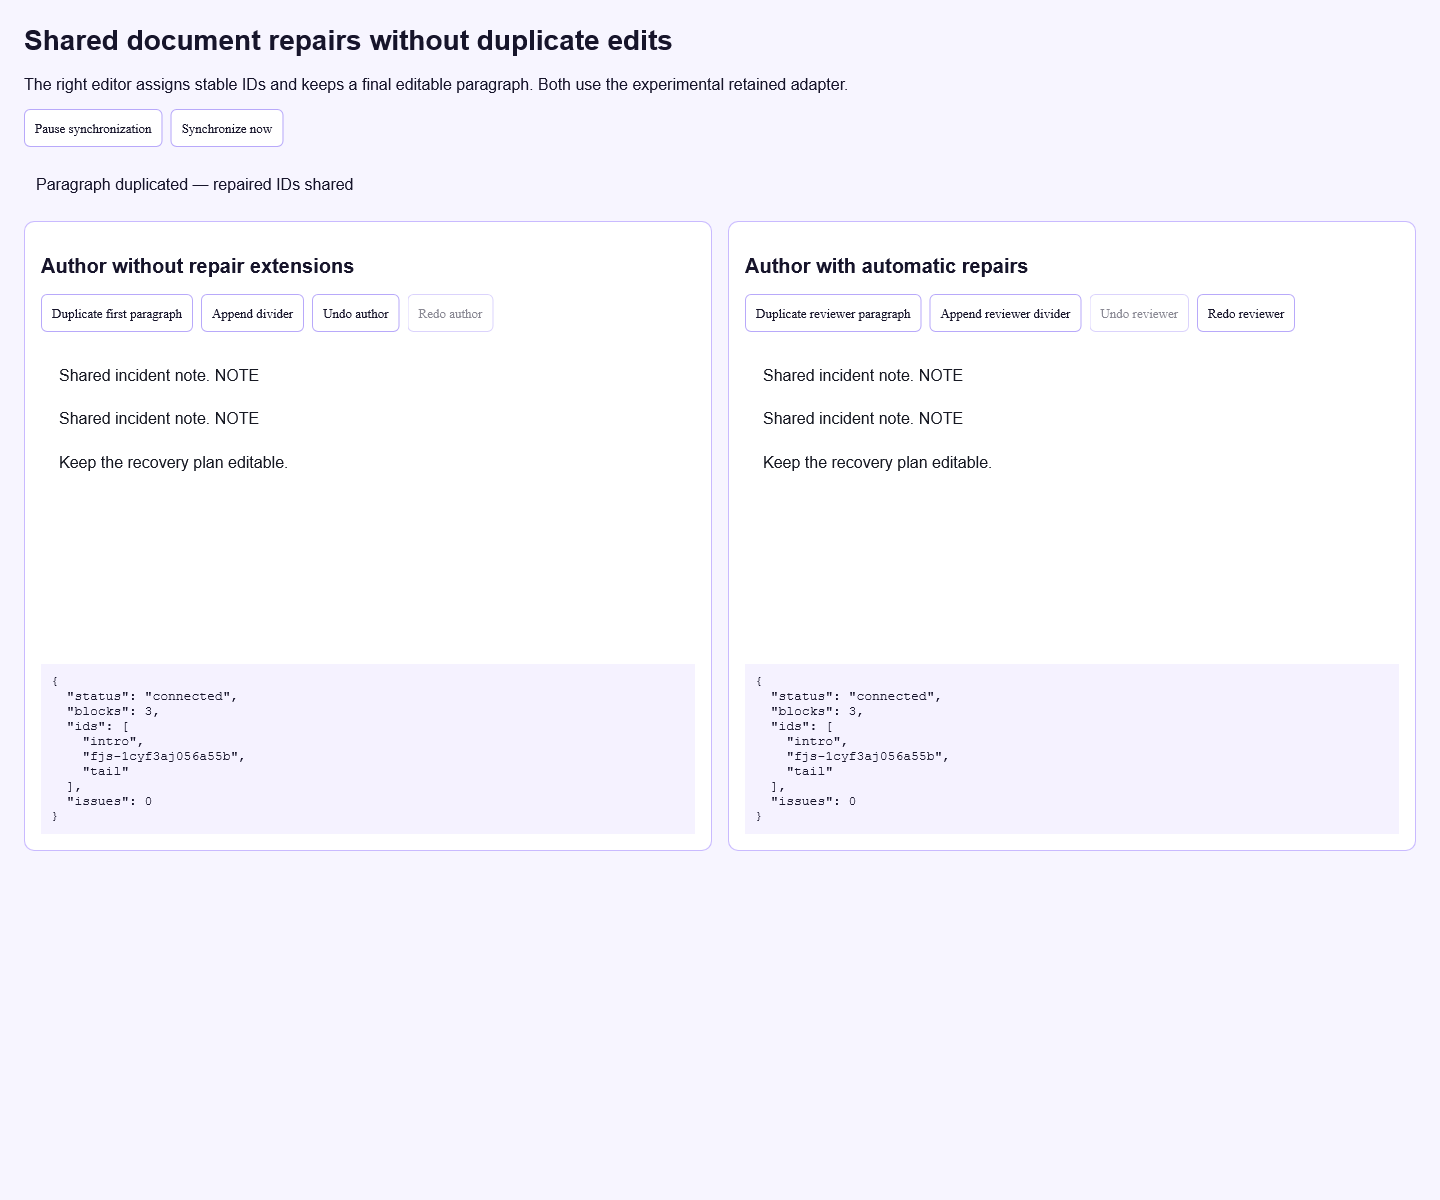 Shared document repairs without duplicate edits
The right editor assigns stable IDs and keeps a final editable paragraph. Both use the experimental retained adapter.
Pause synchronization
Synchronize now
Paragraph duplicated — repaired IDs shared
Author without repair extensions
Duplicate first paragraph
Append divider
Undo author
Redo author
Shared incident note. NOTE
Shared incident note. NOTE
Keep the recovery plan editable.
{
  "status": "connected",
  "blocks": 3,
  "ids": [
    "intro",
    "fjs-1cyf3aj056a55b",
    "tail"
  ],
  "issues": 0
}
Author with automatic repairs
Duplicate reviewer paragraph
Append reviewer divider
Undo reviewer
Redo reviewer
Shared incident note. NOTE
Shared incident note. NOTE
Keep the recovery plan editable.
{
  "status": "connected",
  "blocks": 3,
  "ids": [
    "intro",
    "fjs-1cyf3aj056a55b",
    "tail"
  ],
  "issues": 0
}